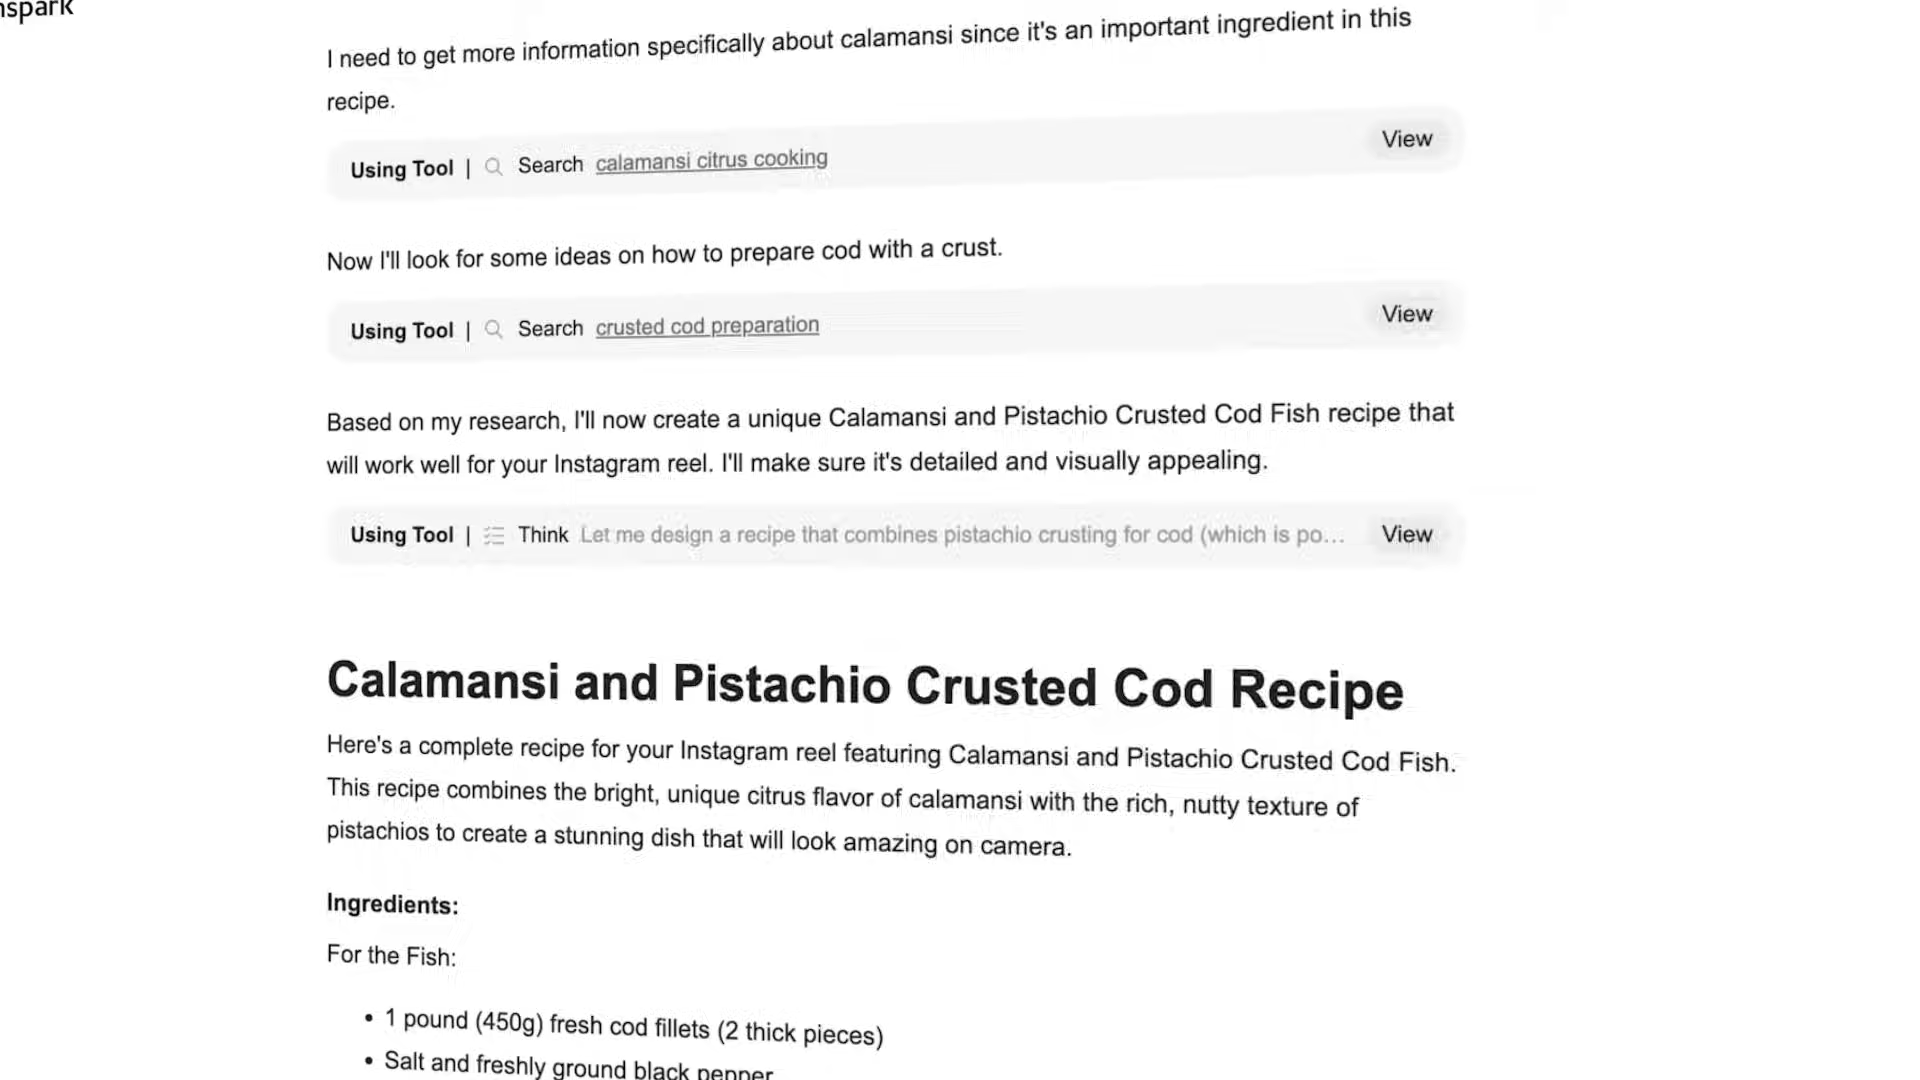 I need to get more information specifically about calamansi since it's an important ingredient in this
recipe.
Using Tool | Search calamansi citrus cooking View
Now I'll look for some ideas on how to prepare cod with a crust.
Using Tool | Search crusted cod preparation View
Based on my research, I'll now create a unique Calamansi and Pistachio Crusted Cod Fish recipe that
will work well for your Instagram reel. I'll make sure it's detailed and visually appealing.
Using Tool | Think Let me design a recipe that combines pistachio crusting for cod (which is po... View
Calamansi and Pistachio Crusted Cod Recipe
Here's a complete recipe for your Instagram reel featuring Calamansi and Pistachio Crusted Cod Fish.
This recipe combines the bright, unique citrus flavor of calamansi with the rich, nutty texture of
pistachios to create a stunning dish that will look amazing on camera.
Ingredients:
For the Fish:
• 1 pound (450g) fresh cod fillets (2 thick pieces)
• Salt and freshly ground black pepper